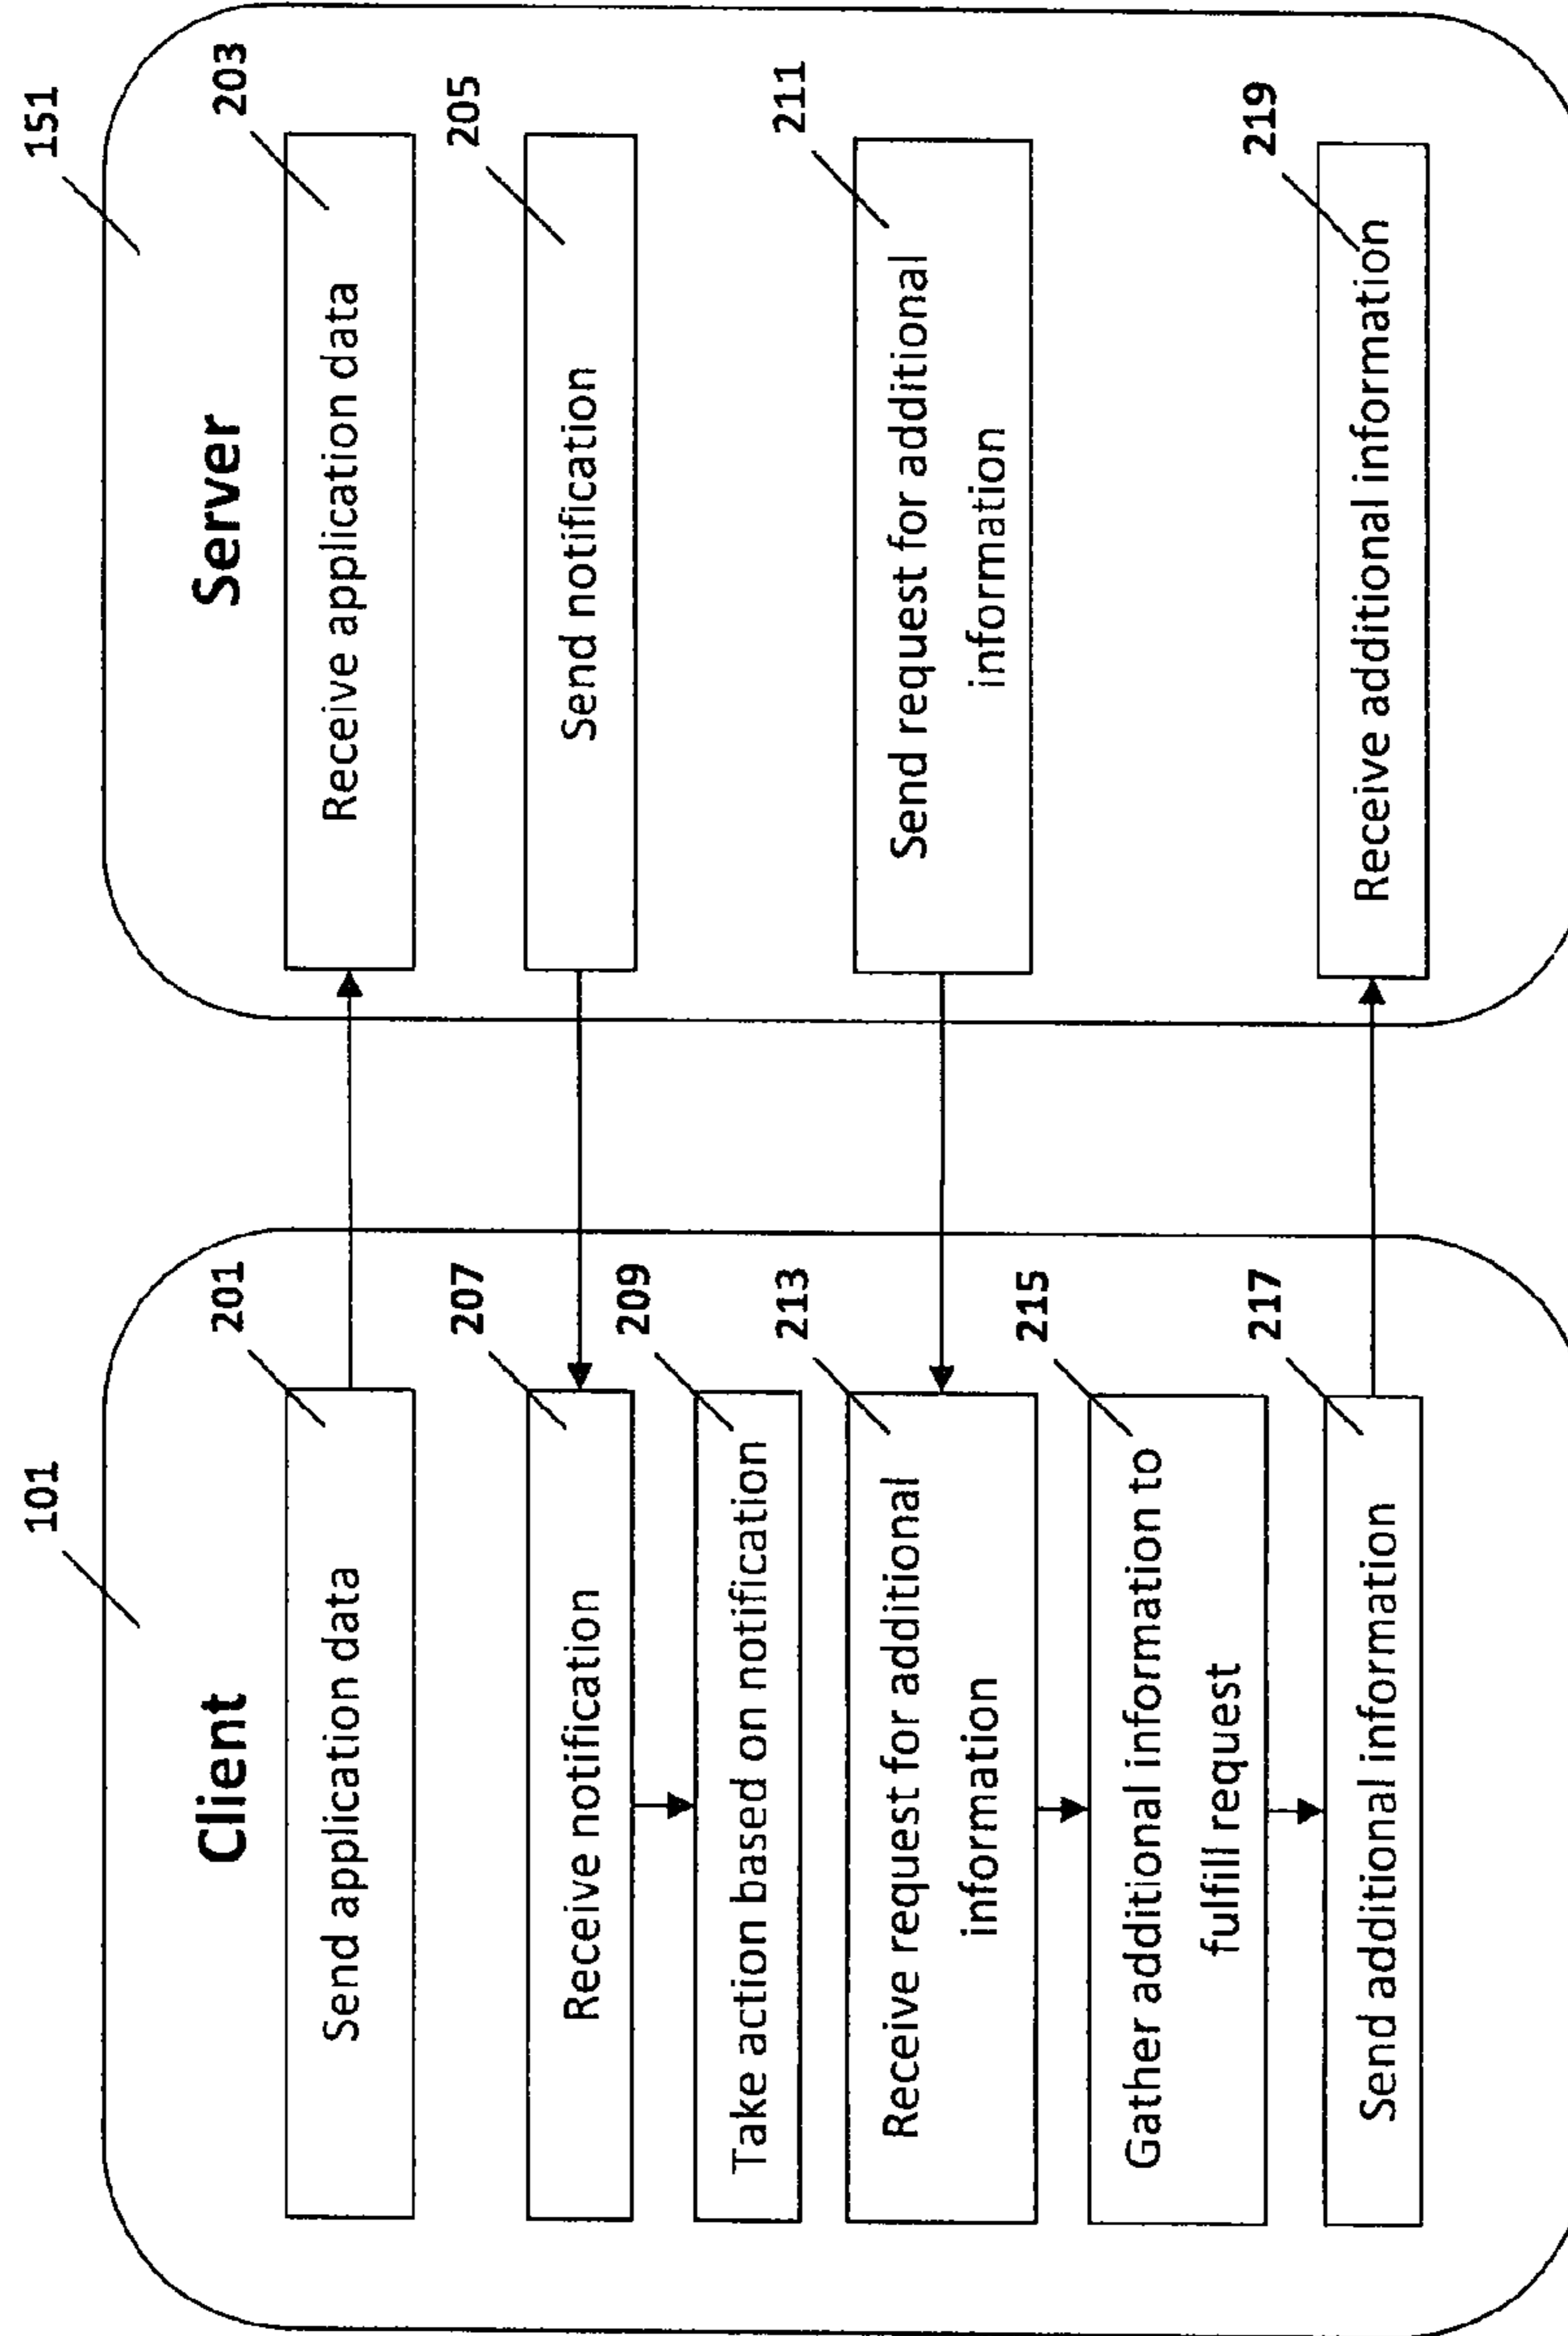 101
Client
201
Send application data
207
Receive notification
209
Take action based on notification
213
Receive request for additional
information
215
Gather additional information to
fulfill request
217
Send additional information
151
Server
203
Receive application data
205
Send notification
211
Send request for additional
information
219
Receive additional information